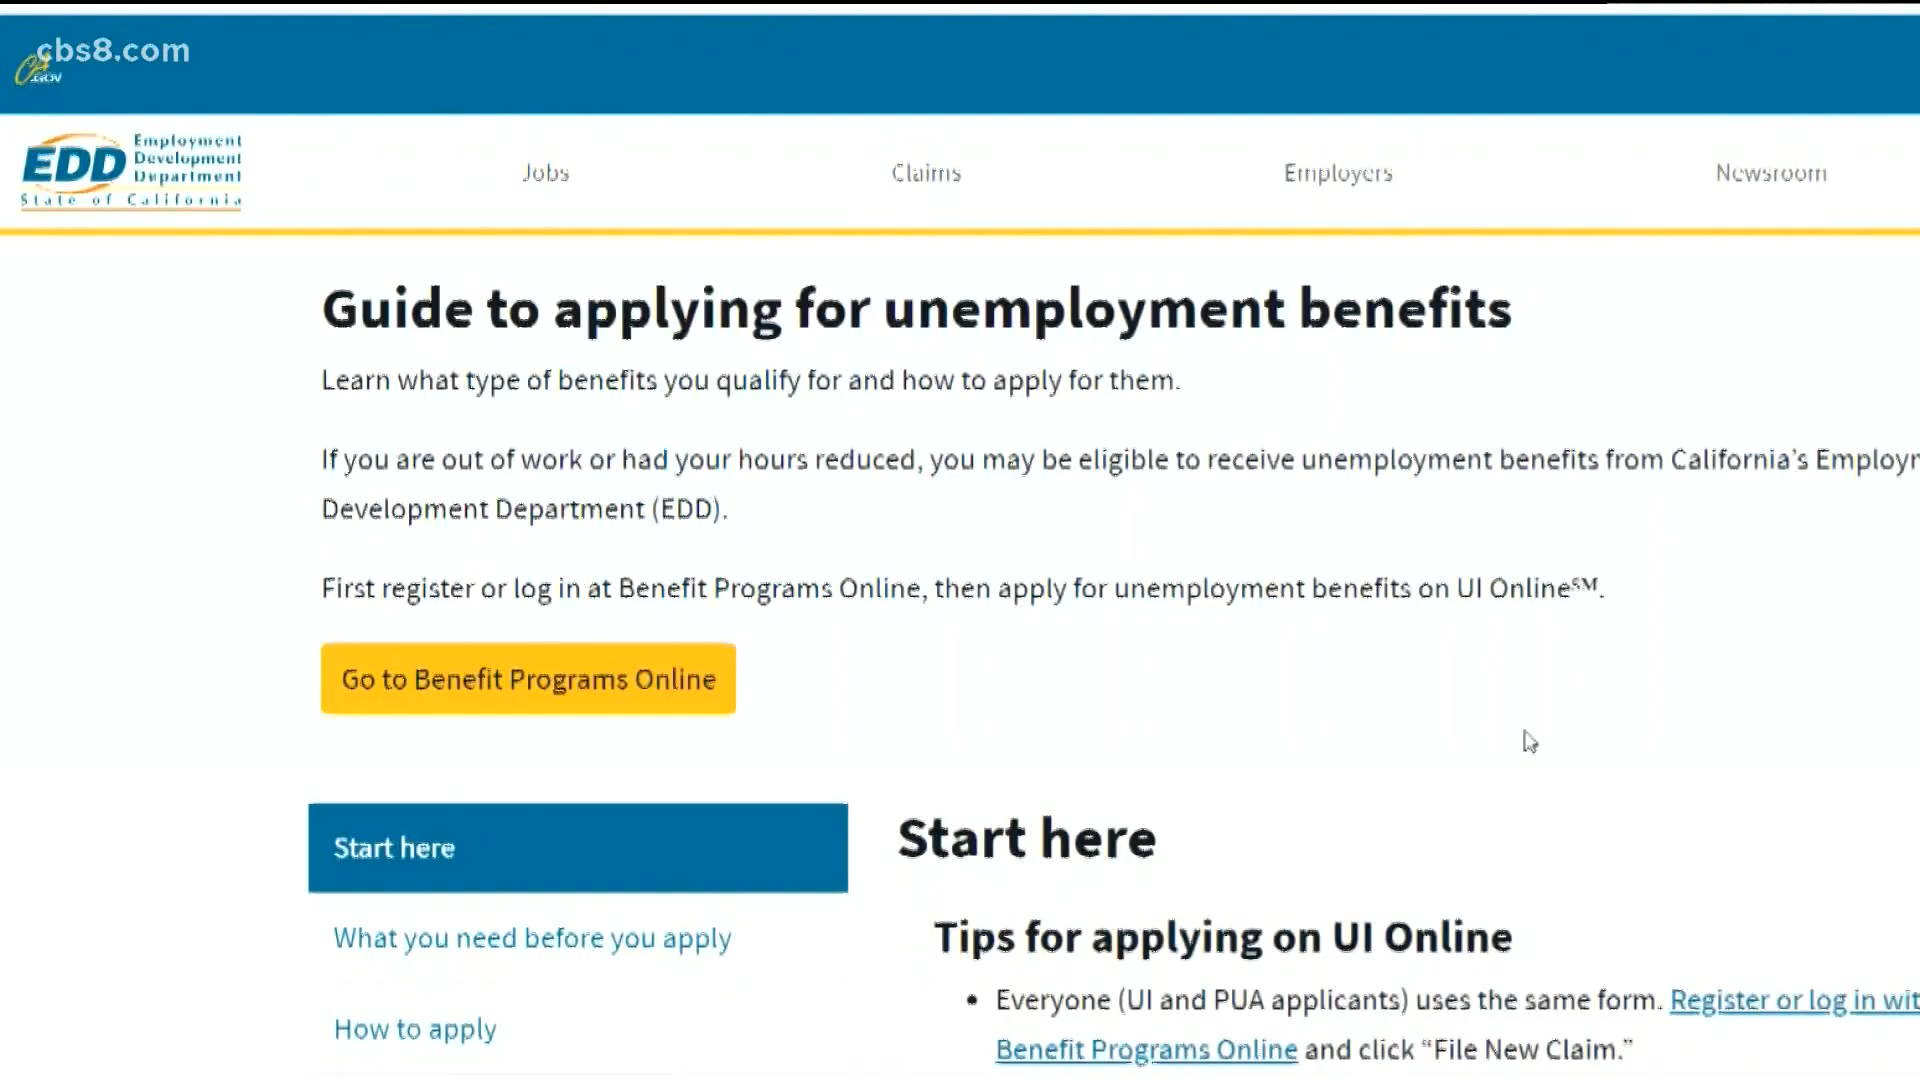 cbs8.com
.GOV
EDD
Employment
Development
Department
State of California
Jobs
Claims
Employers
Newsroom
Guide to applying for unemployment benefits
Learn what type of benefits you qualify for and how to apply for them.
If you are out of work or had your hours reduced, you may be eligible to receive unemployment benefits from California’s Employ
Development Department (EDD).
First register or log in at Benefit Programs Online, then apply for unemployment benefits on UI Online℠.
Go to Benefit Programs Online
Start here
Start here
Tips for applying on UI Online
What you need before you apply
Everyone (UI and PUA applicants) uses the same form. Register or log in wit
How to apply
Benefit Programs Online and click “File New Claim.”